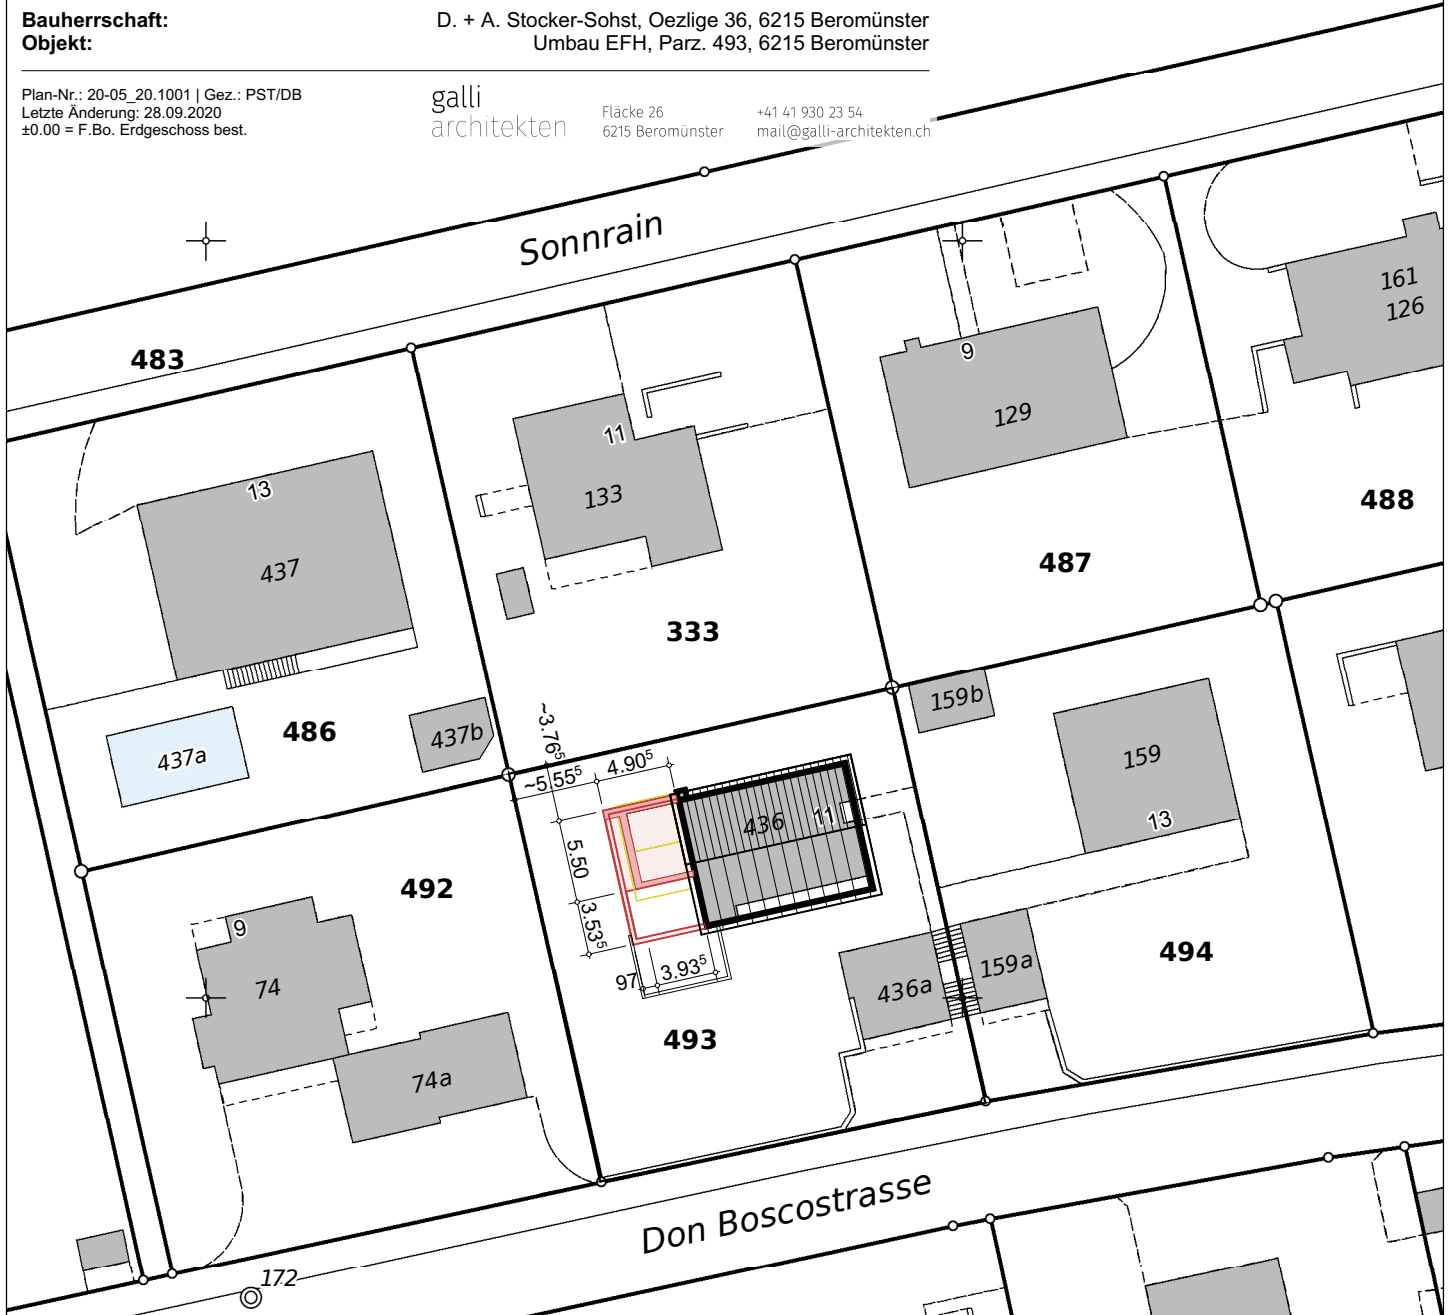 Bauherrschaft: D. + A. Stocker-Sohst, Oezlige 36, 6215 Beromünster
Objekt: Umbau EFH, Parz. 493, 6215 Beromünster
Plan-Nr.: 20-05_20.1001 | Gez.: PST/DB
Letzte Änderung: 28.09.2020
±0.00 = F.Bo. Erdgeschoss best.
galli
architekten
Fläcke 26
6215 Beromünster
+41 41 930 23 54
mail@galli-architekten.ch
Sonnrain
483
161
126
9
129
11
133
13
437
488
487
333
486
437a
437b
159b
159
13
~3.76⁵
~5.55⁵
4.90⁵
436
11
5.50
3.53⁵
97
3.93⁵
492
9
74
74a
493
436a
159a
494
Don Boscostrasse
172